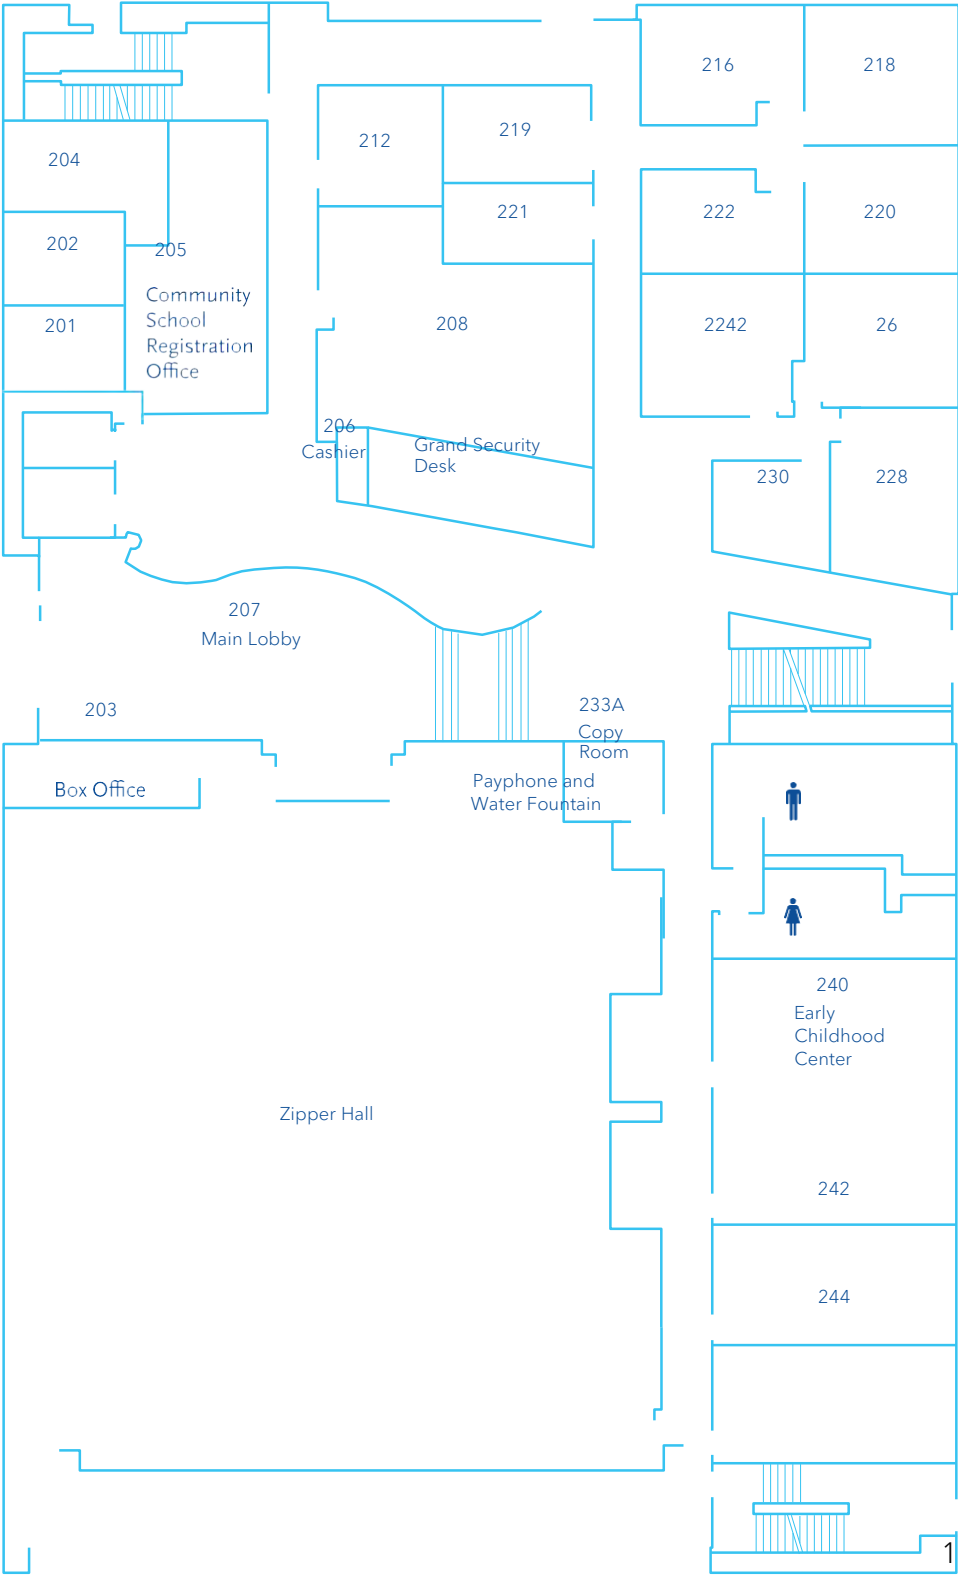 216
218
219
212
204
222
220
221
202
205
Community
School
Registration
Office
201
208
2242
26
206
Cashier
Grand Security
Desk
230
228
207
Main Lobby
203
233A
Copy
Room
Box Office
Payphone and
Water Fountain
240
Early
Childhood
Center
Zipper Hall
242
244
1